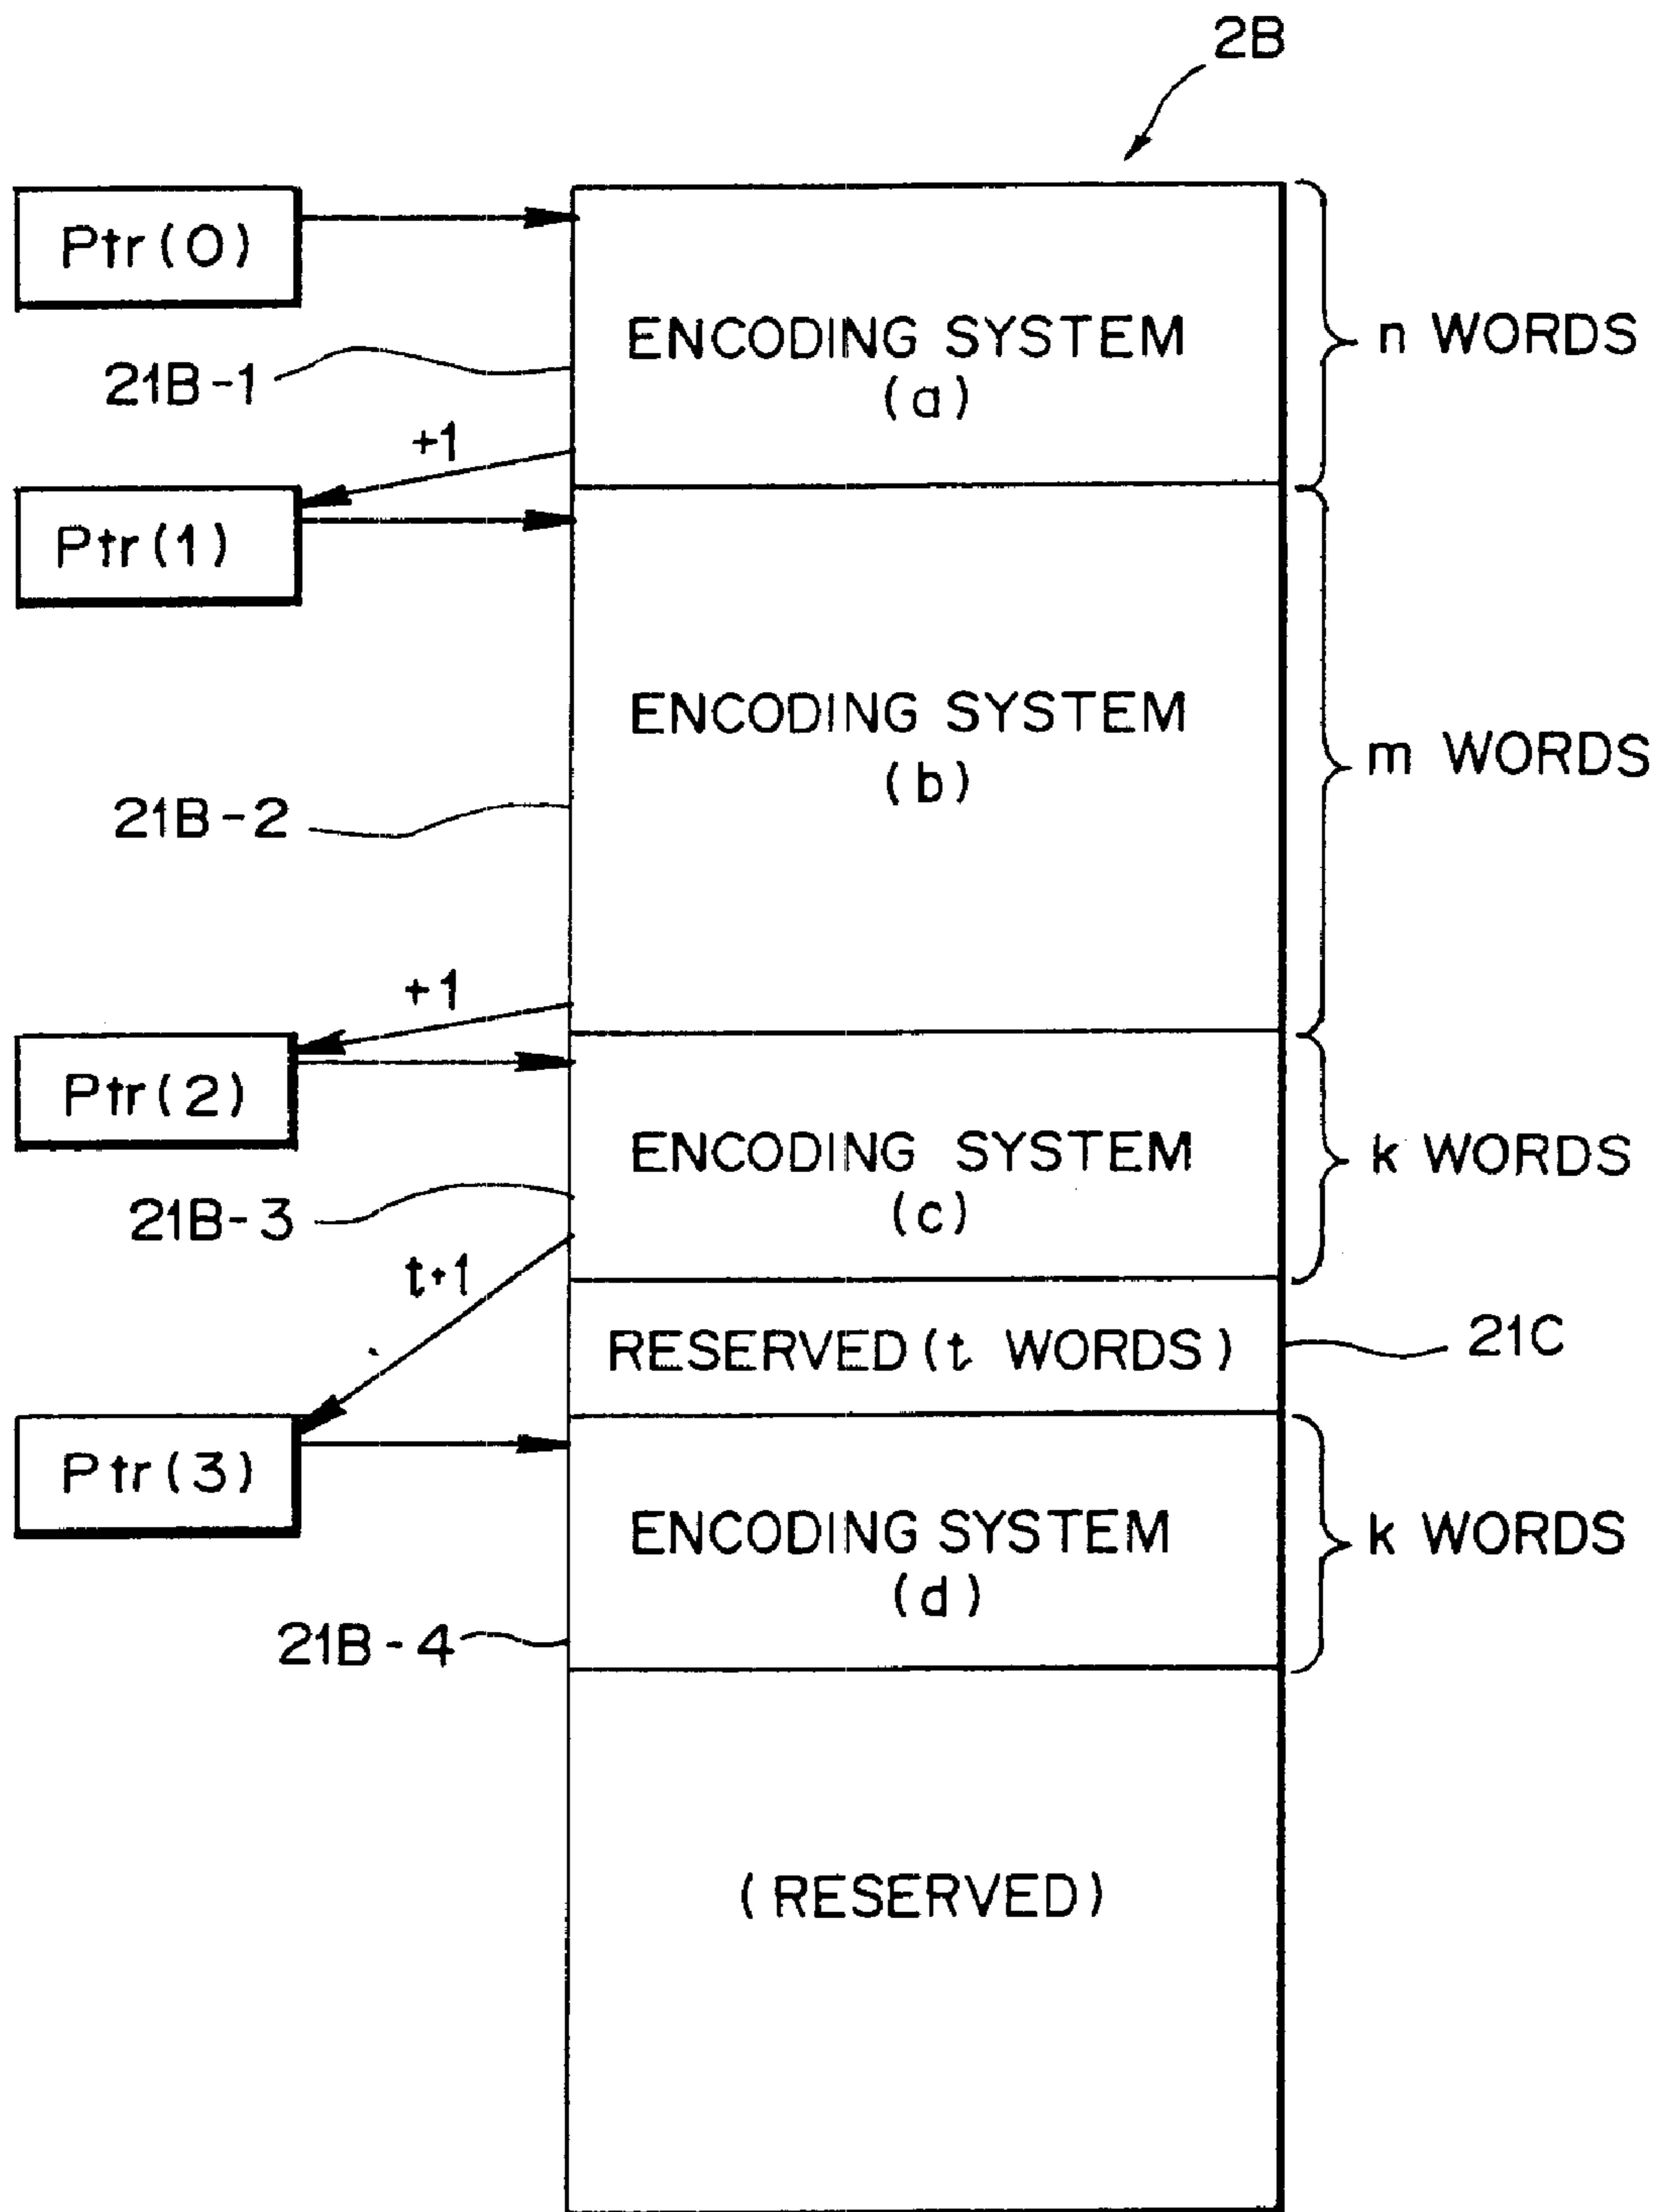 2B
Ptr(0)
ENCODING SYSTEM
(a)
n WORDS
21B-1
+1
Ptr(1)
ENCODING SYSTEM
(b)
m WORDS
21B-2
+1
Ptr(2)
ENCODING SYSTEM
(c)
k WORDS
21B-3
t+1
RESERVED(t WORDS)
21C
Ptr(3)
ENCODING SYSTEM
(d)
k WORDS
21B-4
(RESERVED)